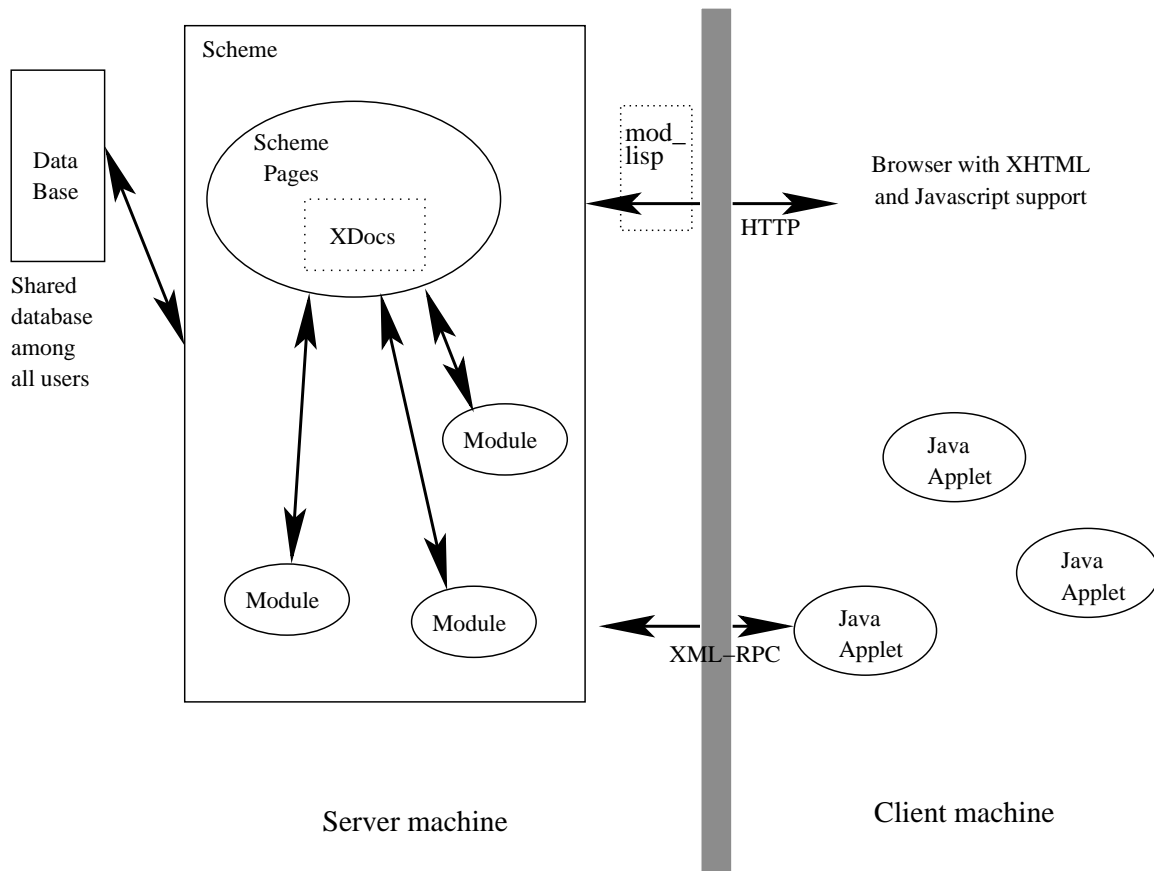 Scheme
Data
Base
Shared
database
among
all users
Scheme
Pages
XDocs
Module
Module
Module
mod_
lisp
HTTP
XML-RPC
Browser with XHTML
and Javascript support
Java
Applet
Java
Applet
Java
Applet
Server machine
Client machine